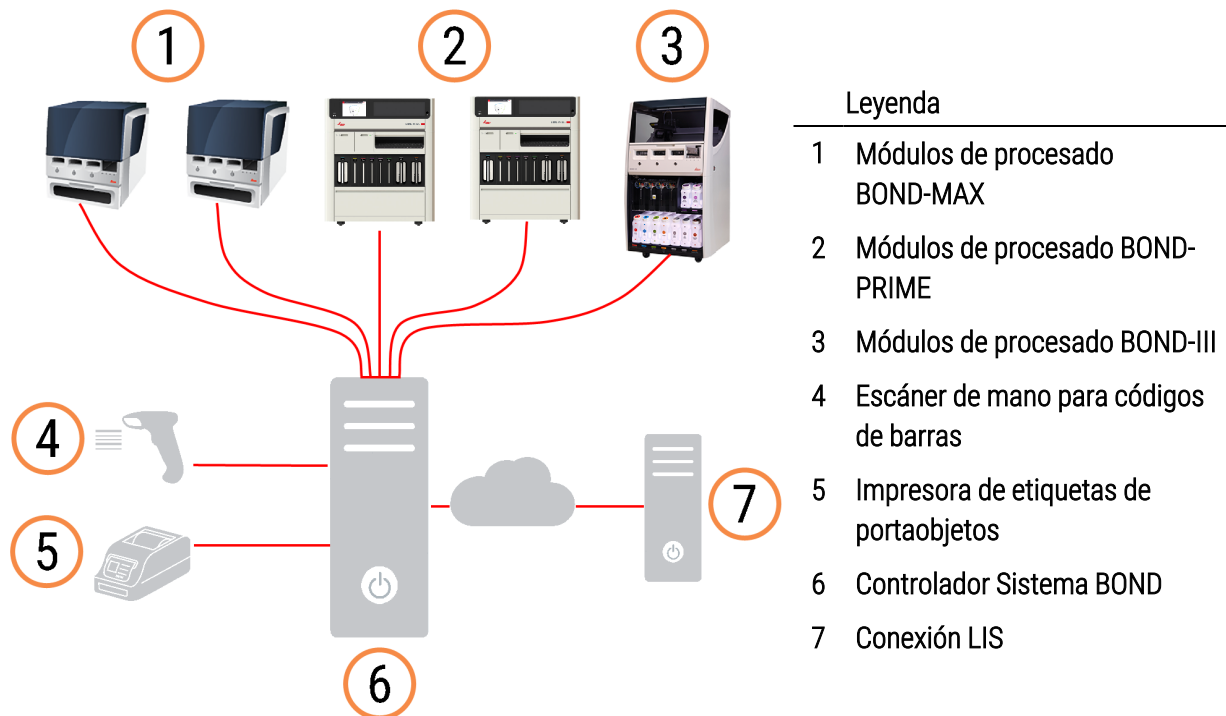 1
2
3
4
5
6
7
Leyenda
1 Módulos de procesado
BOND-MAX
2 Módulos de procesado BOND-
PRIME
3 Módulos de procesado BOND-III
4 Escáner de mano para códigos
de barras
5 Impresora de etiquetas de
portaobjetos
6 Controlador Sistema BOND
7 Conexión LIS